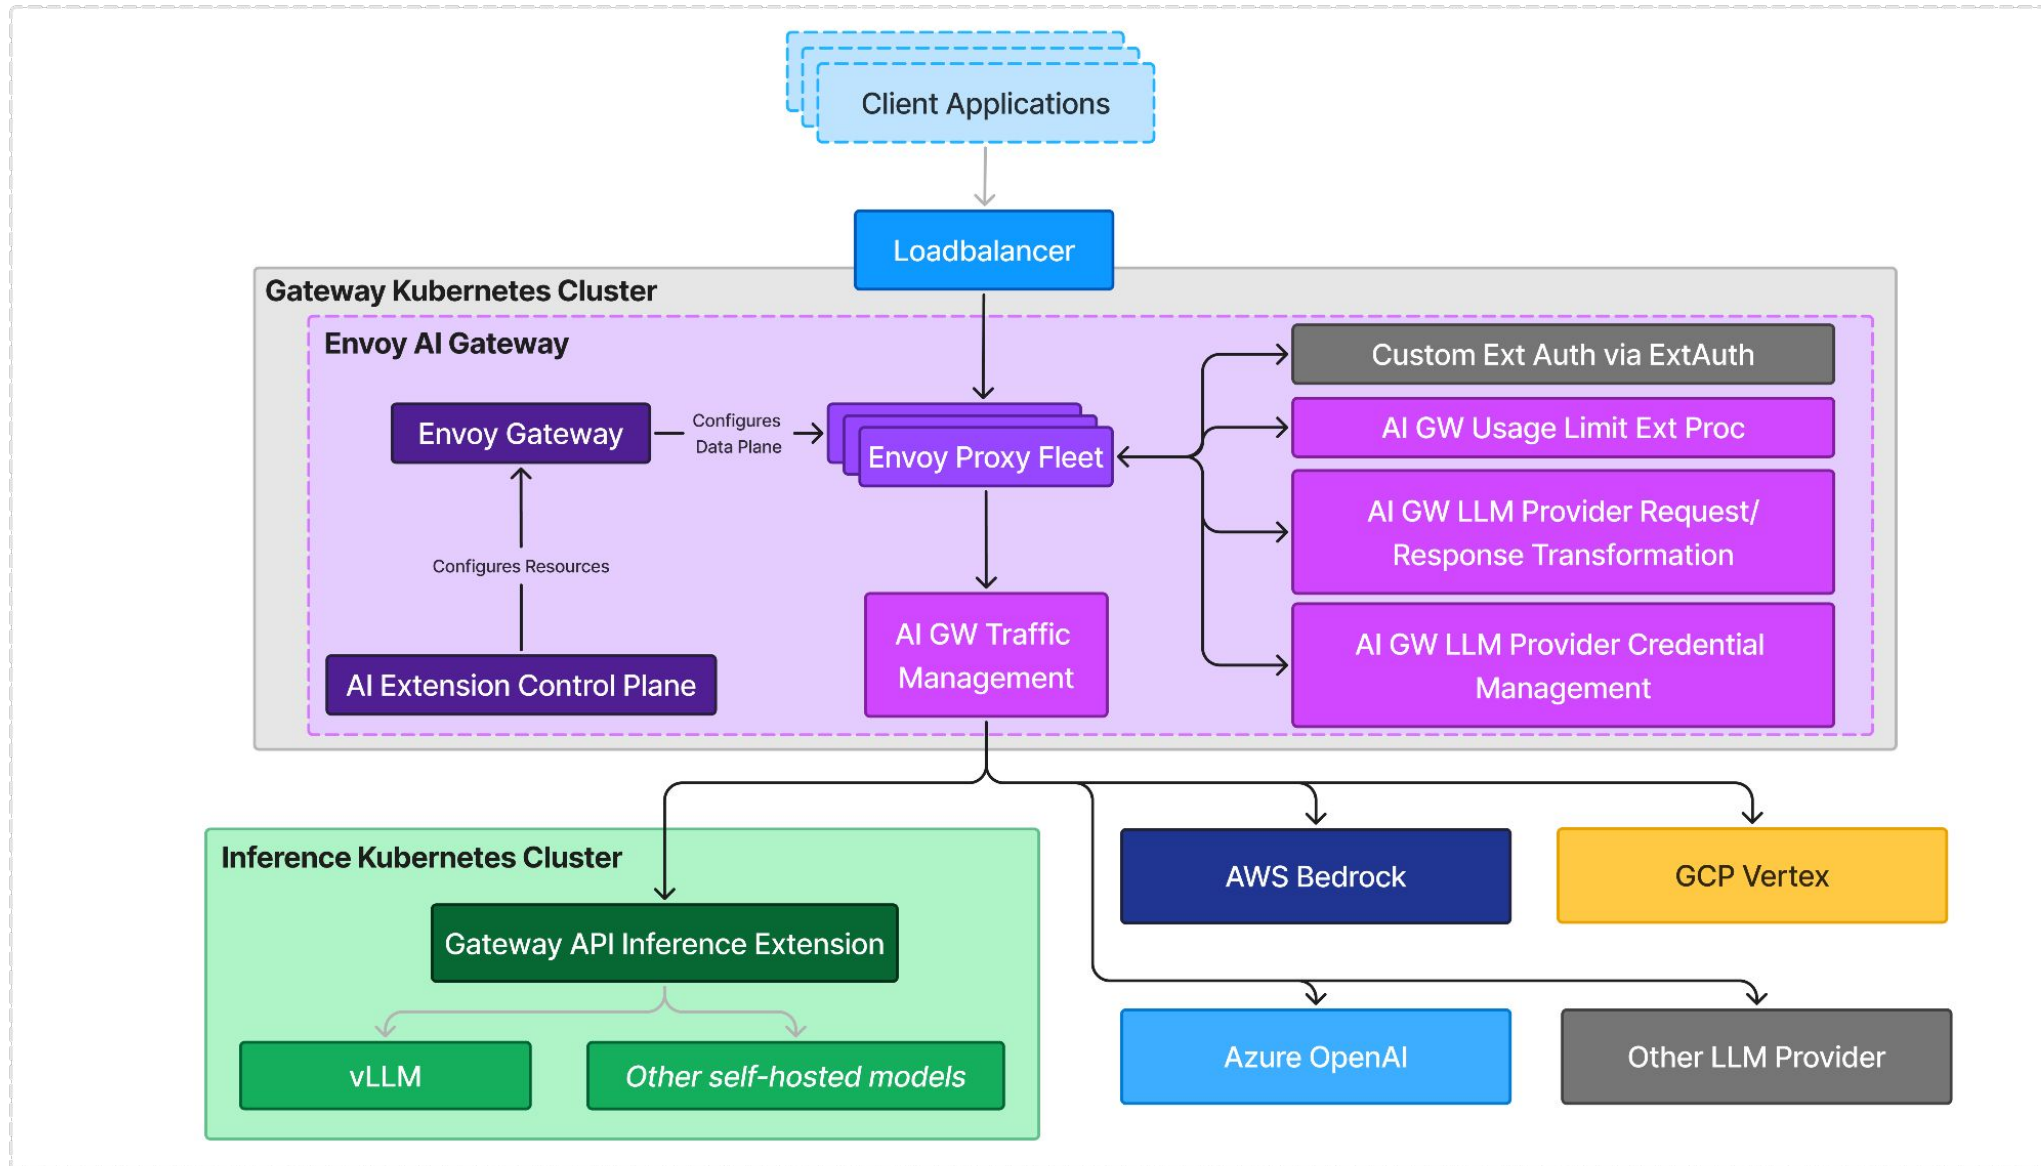 Client Applications
Loadbalancer
Gateway Kubernetes Cluster
Envoy AI Gateway
Custom Ext Auth via ExtAuth
Envoy Gateway
Configures
Data Plane
Envoy Proxy Fleet
AI GW Usage Limit Ext Proc
AI GW LLM Provider Request/
Response Transformation
Configures Resources
AI Extension Control Plane
AI GW Traffic
Management
AI GW LLM Provider Credential
Management
Inference Kubernetes Cluster
Gateway API Inference Extension
vLLM
Other self-hosted models
AWS Bedrock
GCP Vertex
Azure OpenAI
Other LLM Provider